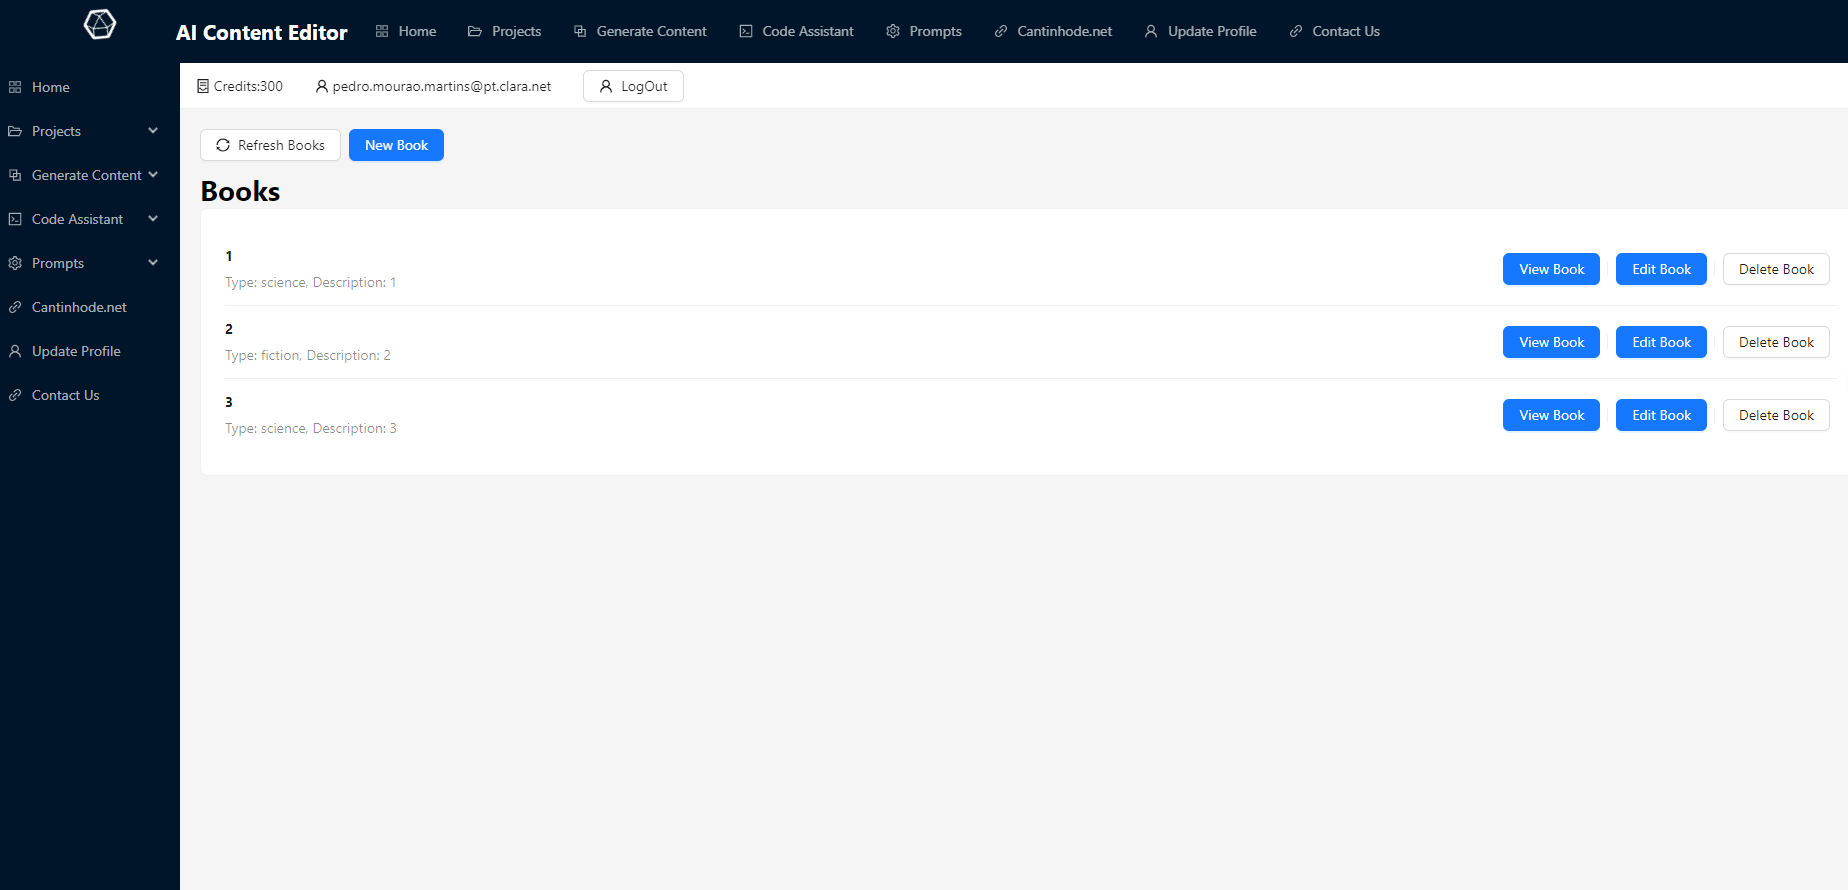 AI Content Editor Home Projects Generate Content Code Assistant Prompts Cantinhode.net Update Profile Contact Us
Home
Projects
Generate Content
Code Assistant
Prompts
Cantinhode.net
Update Profile
Contact Us
Credits:300 pedro.mourao.martins@pt.clara.net LogOut
Refresh Books New Book
Books
1
Type: science, Description: 1
View Book Edit Book Delete Book
2
Type: fiction, Description: 2
View Book Edit Book Delete Book
3
Type: science, Description: 3
View Book Edit Book Delete Book